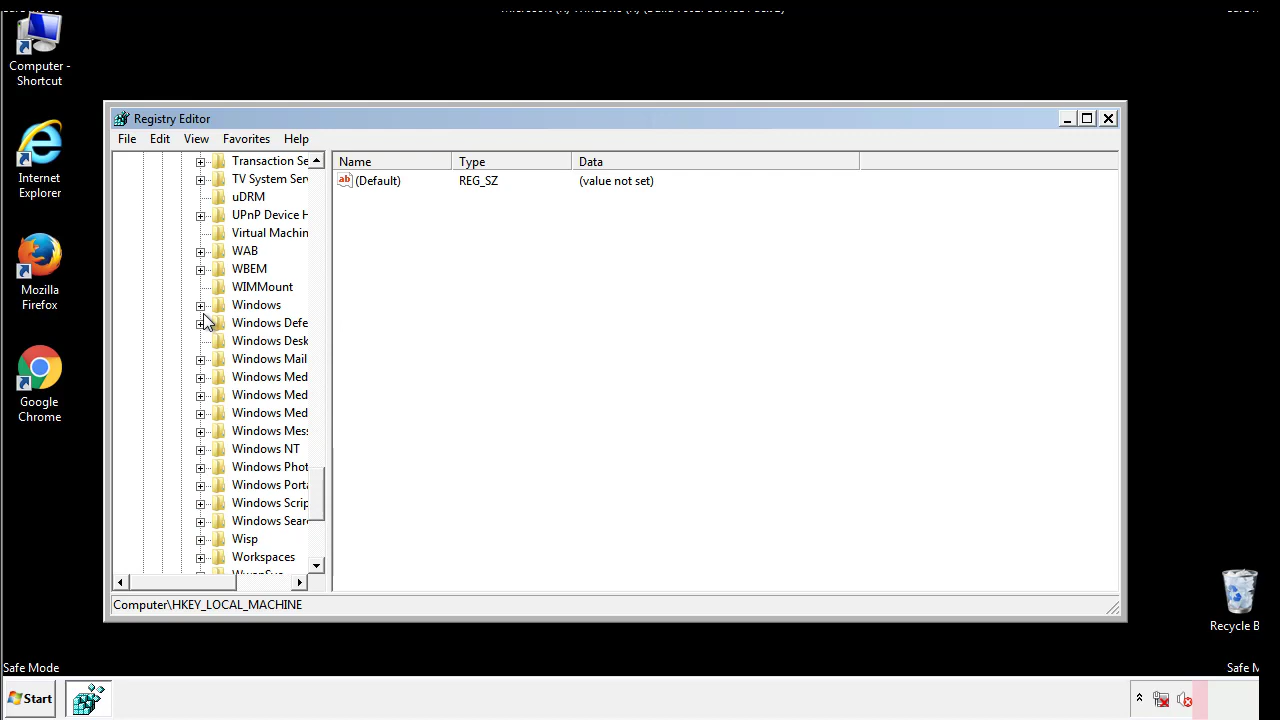 Computer -
Shortcut
Internet
Explorer
Mozilla
Firefox
Google
Chrome
Registry Editor
File Edit View Favorites Help
Transaction Se
TV System Serv
uDRM
UPnP Device H
Virtual Machin
WAB
WBEM
WIMMount
Windows
Windows Defe
Windows Desk
Windows Mail
Windows Med
Windows Med
Windows Med
Windows Mess
Windows NT
Windows Phot
Windows Porta
Windows Scrip
Windows Sear
Wisp
Workspaces
Name Type Data
ab (Default) REG_SZ (value not set)
Computer\HKEY_LOCAL_MACHINE
Recycle B
Safe Mode
Safe M
Start